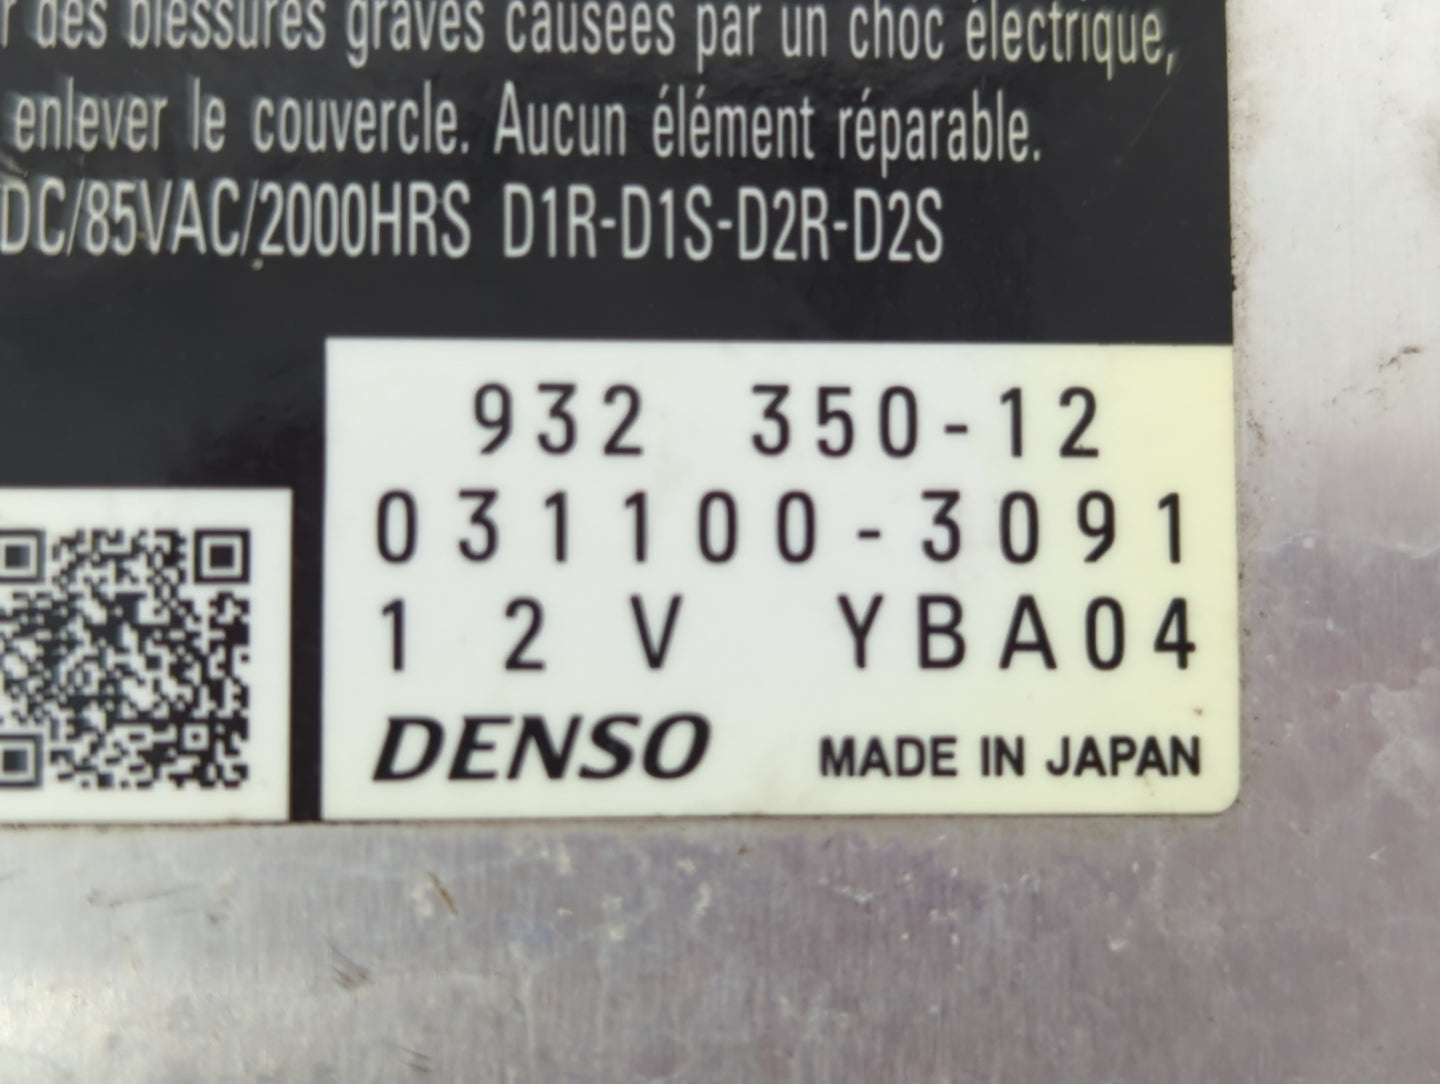 des blessures graves causées par un choc électrique,
enlever le couvercle. Aucun élément réparable.
DC/85VAC/2000HRS D1R-D1S-D2R-D2S
932 350-12
031100-3091
12V YBA04
DENSO MADE IN JAPAN